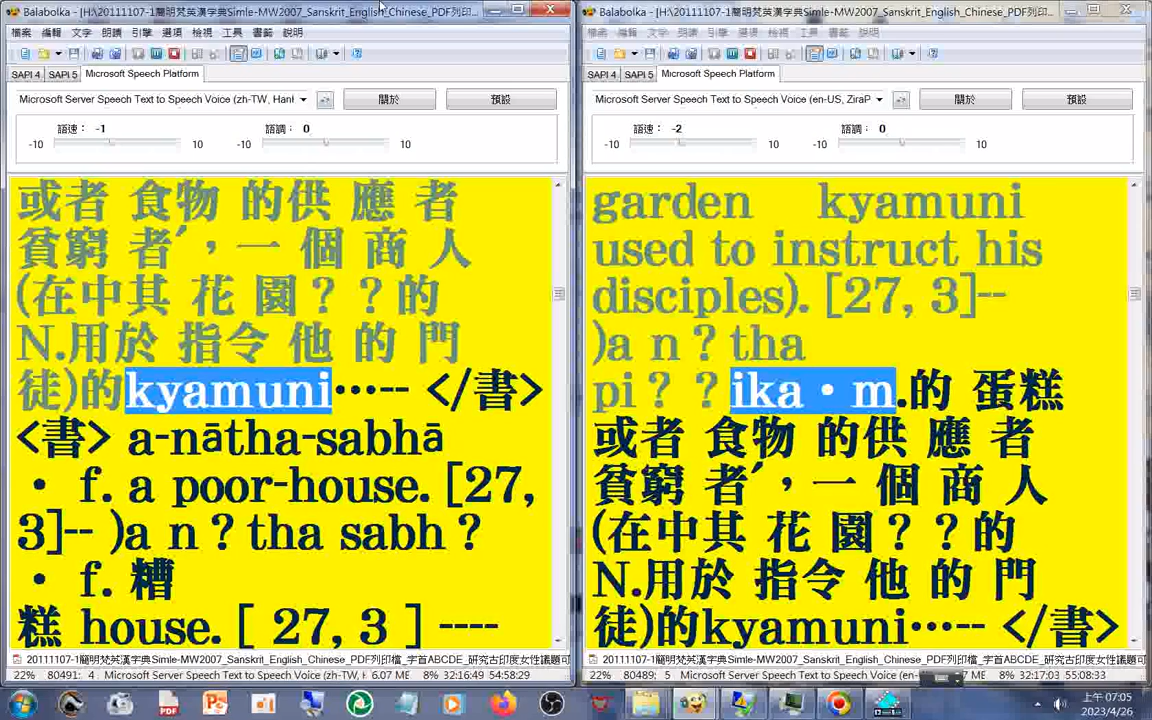 Balabolka - [H:\20111107-1簡明梵英漢字典Simle-MW2007_Sanskrit_English_Chinese_PDF列印...
檔案 編輯 文字 朗讀 引擎 選項 檢視 工具 書籤 說明
SAPI 4 SAPI 5 Microsoft Speech Platform
Microsoft Server Speech Text to Speech Voice (zh-TW, Han 關於 預設
語速： -1 語調： 0
-10 10 -10 10
或者 食物 的供 應 者
貧窮 者ˊ，一 個 商 人
(在中其 花 園？？的
N.用於 指令 他 的 門
徒)的kyamuni…-- </書>
<書> a-nātha-sabhā
• f. a poor-house. [27,
3]-- )a n？tha sabh？
• f. 糟
糕 house. [ 27, 3 ] ----
20111107-1簡明梵英漢字典Simle-MW2007_Sanskrit_English_Chinese_PDF列印檔_字首ABCDE_研究古印度女性議題可
22% 80491: 4 Microsoft Server Speech Text to Speech Voice (zh-TW, 6.07 ME 8% 32:16:49 54:58:29
Balabolka - [H:\20111107-1簡明梵英漢字典Simle-MW2007_Sanskrit_English_Chinese_PDF列印...
檔案 編輯 文字 朗讀 引擎 選項 檢視 工具 書籤 說明
SAPI 4 SAPI 5 Microsoft Speech Platform
Microsoft Server Speech Text to Speech Voice (en-US, ZiraP 關於 預設
語速： -2 語調： 0
-10 10 -10 10
garden kyamuni
used to instruct his
disciples). [27, 3]--
)a n？tha
pi？？ika • m.的 蛋糕
或者 食物 的供 應 者
貧窮 者ˊ，一 個 商 人
(在中其 花 園？？的
N.用於 指令 他 的 門
徒)的kyamuni…-- </書>
20111107-1簡明梵英漢字典Simle-MW2007_Sanskrit_English_Chinese_PDF列印檔_字首ABCDE_研究古印度女性議題可
22% 80489: 5 Microsoft Server Speech Text to Speech Voice (en-US, 6.07 ME 8% 32:17:03 55:08:33
上午 07:05
2023/4/26